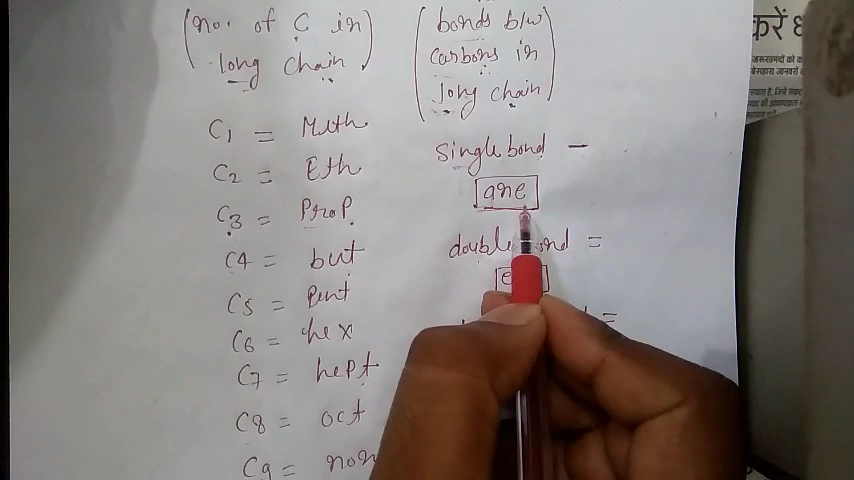 (no. of C in
long chain)
(bonds b/w
carbons in
long chain)
C1 = Meth
C2 = Eth
C3 = Prop
C4 = but
C5 = Pent
C6 = hex
C7 = hept
C8 = oct
C9 = non
single bond -
ane
double =
करें